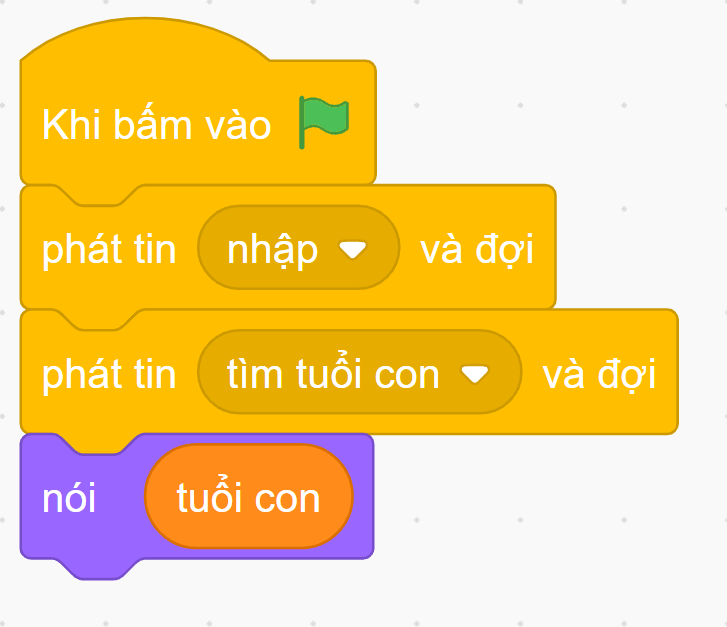 Khi bấm vào
phát tin nhập và đợi
phát tin tìm tuổi con và đợi
nói tuổi con